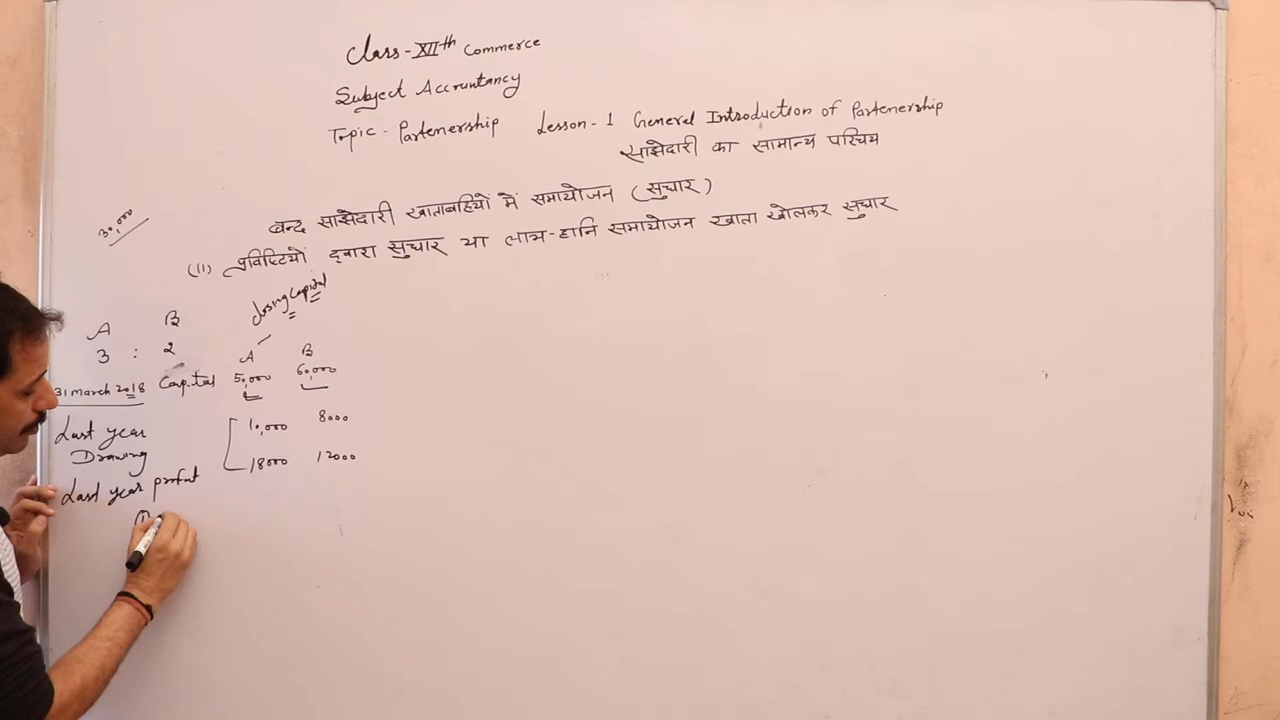 Class - XIIth Commerce
Subject Accountancy
Topic - Partenership Lesson - 1 General Introduction of Partenership
साझेदारी का सामान्य परिचय
बन्द साझेदारी खाताबहियों में समायोजन (सुधार)
30,000
(II) प्रविष्टियों द्वारा सुधार या लाभ-हानि समायोजन खाता खोलकर सुधार
closing capital
A B
3 : 2
A B
31 march 2018 Capital 50,000 60,000
Last year 10,000 8000
Drawing 18000 12000
Last year profit